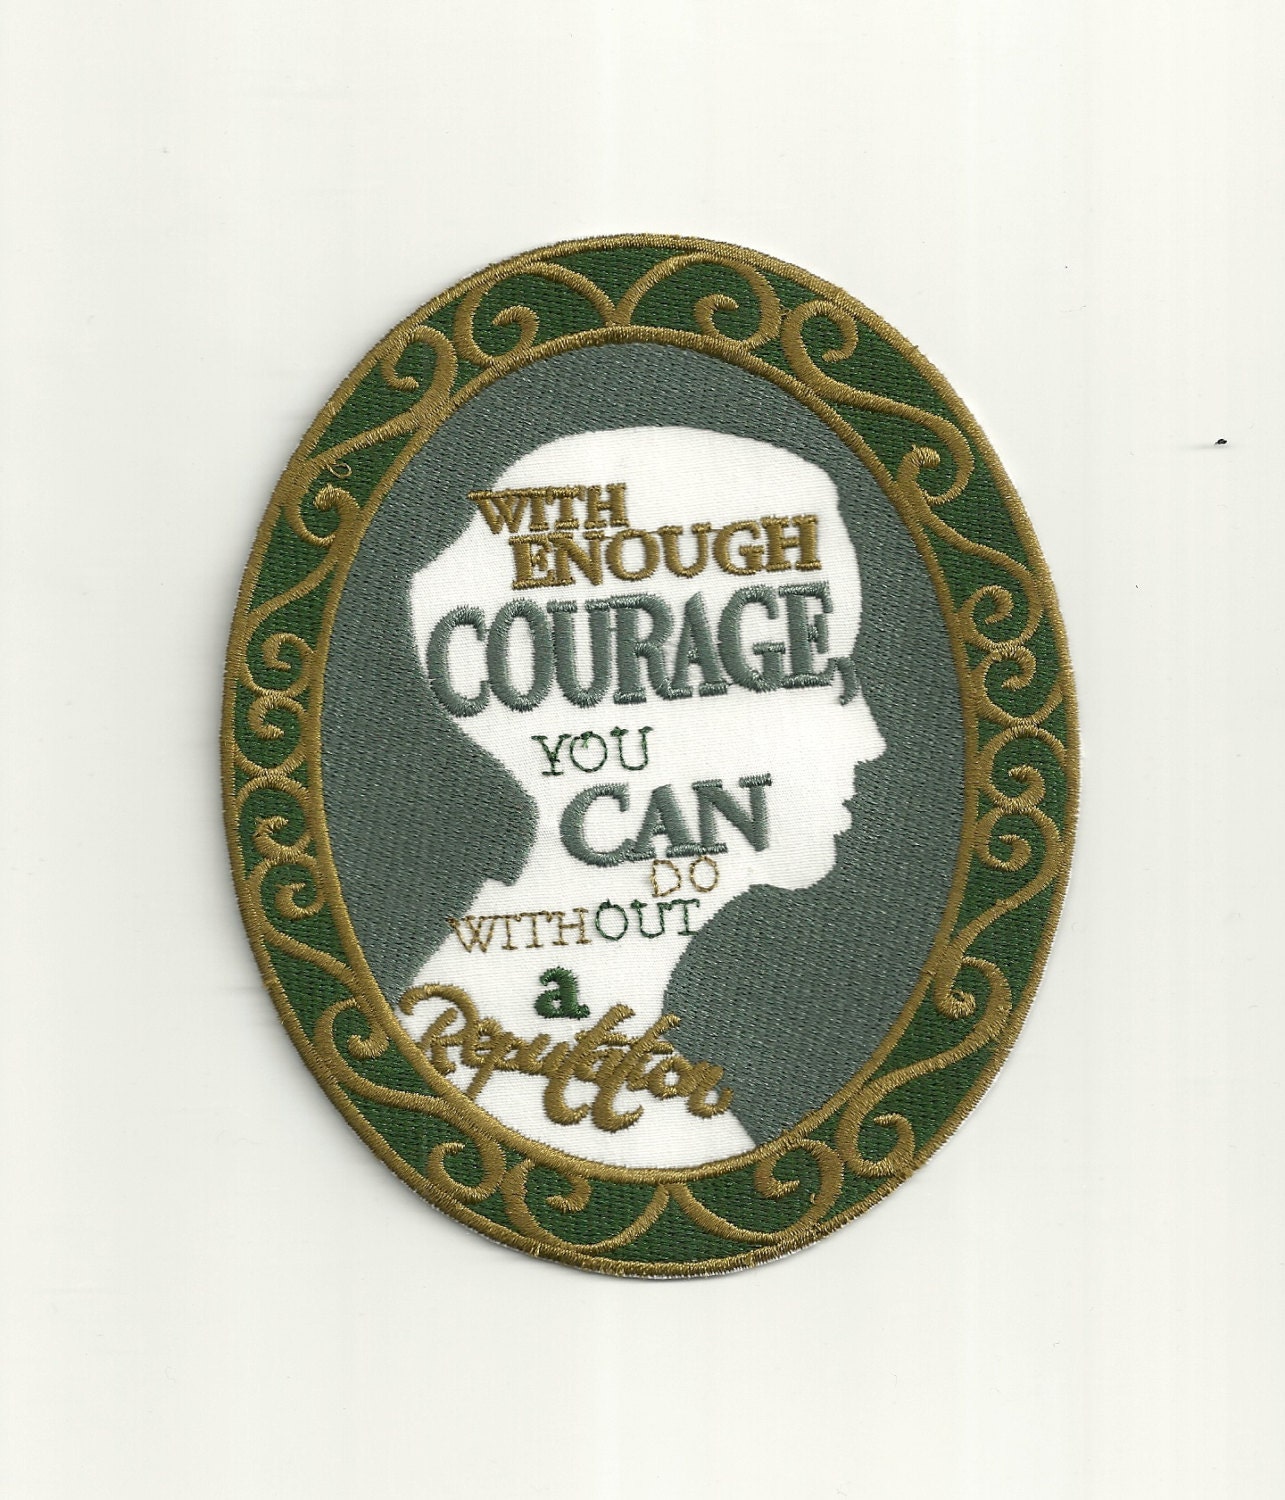 WITH
ENOUGH
COURAGE,
YOU
CAN
DO
WITHOUT
a
Reputation